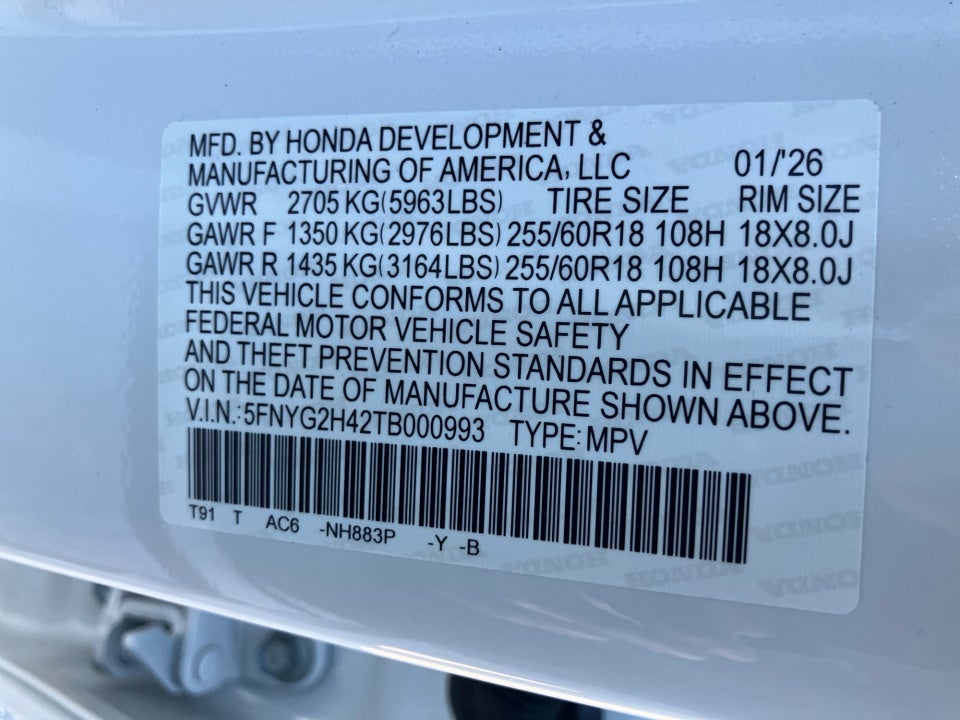 MFD. BY HONDA DEVELOPMENT &
MANUFACTURING OF AMERICA, LLC 01/'26
GVWR 2705 KG(5963LBS) TIRE SIZE RIM SIZE
GAWR F 1350 KG(2976LBS) 255/60R18 108H 18X8.0J
GAWR R 1435 KG(3164LBS) 255/60R18 108H 18X8.0J
THIS VEHICLE CONFORMS TO ALL APPLICABLE
FEDERAL MOTOR VEHICLE SAFETY
AND THEFT PREVENTION STANDARDS IN EFFECT
ON THE DATE OF MANUFACTURE SHOWN ABOVE.
V.I.N.:5FNYG2H42TB000993 TYPE:MPV
T91 T AC6 -NH883P -Y -B